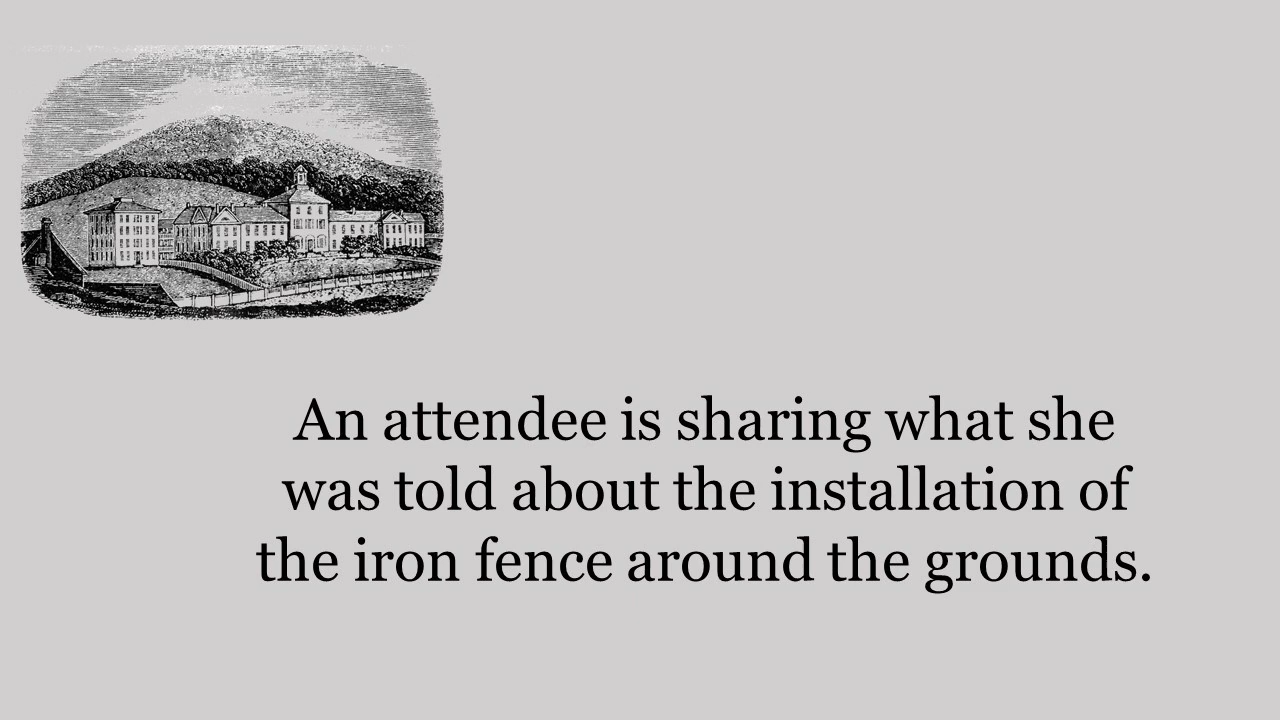 An attendee is sharing what she
was told about the installation of
the iron fence around the grounds.